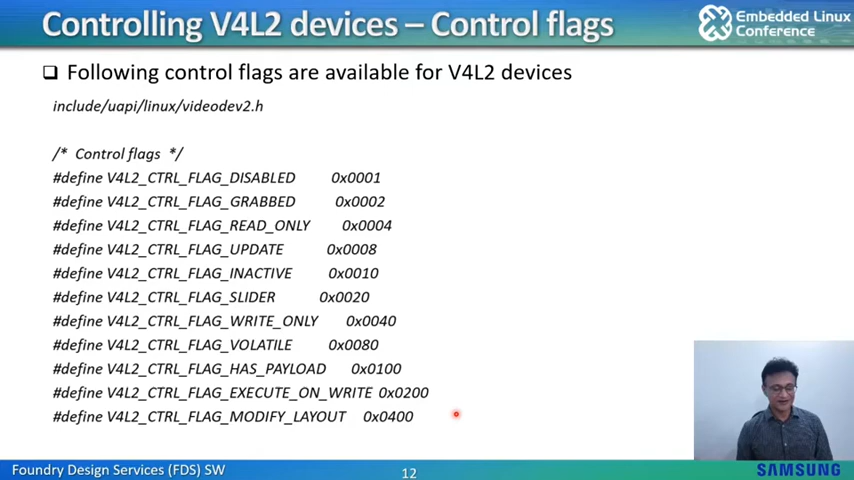 Controlling V4L2 devices – Control flags
Embedded Linux
Conference
Following control flags are available for V4L2 devices
include/uapi/linux/videodev2.h
/* Control flags */
#define V4L2_CTRL_FLAG_DISABLED 0x0001
#define V4L2_CTRL_FLAG_GRABBED 0x0002
#define V4L2_CTRL_FLAG_READ_ONLY 0x0004
#define V4L2_CTRL_FLAG_UPDATE 0x0008
#define V4L2_CTRL_FLAG_INACTIVE 0x0010
#define V4L2_CTRL_FLAG_SLIDER 0x0020
#define V4L2_CTRL_FLAG_WRITE_ONLY 0x0040
#define V4L2_CTRL_FLAG_VOLATILE 0x0080
#define V4L2_CTRL_FLAG_HAS_PAYLOAD 0x0100
#define V4L2_CTRL_FLAG_EXECUTE_ON_WRITE 0x0200
#define V4L2_CTRL_FLAG_MODIFY_LAYOUT 0x0400
Foundry Design Services (FDS) SW
12
SAMSUNG